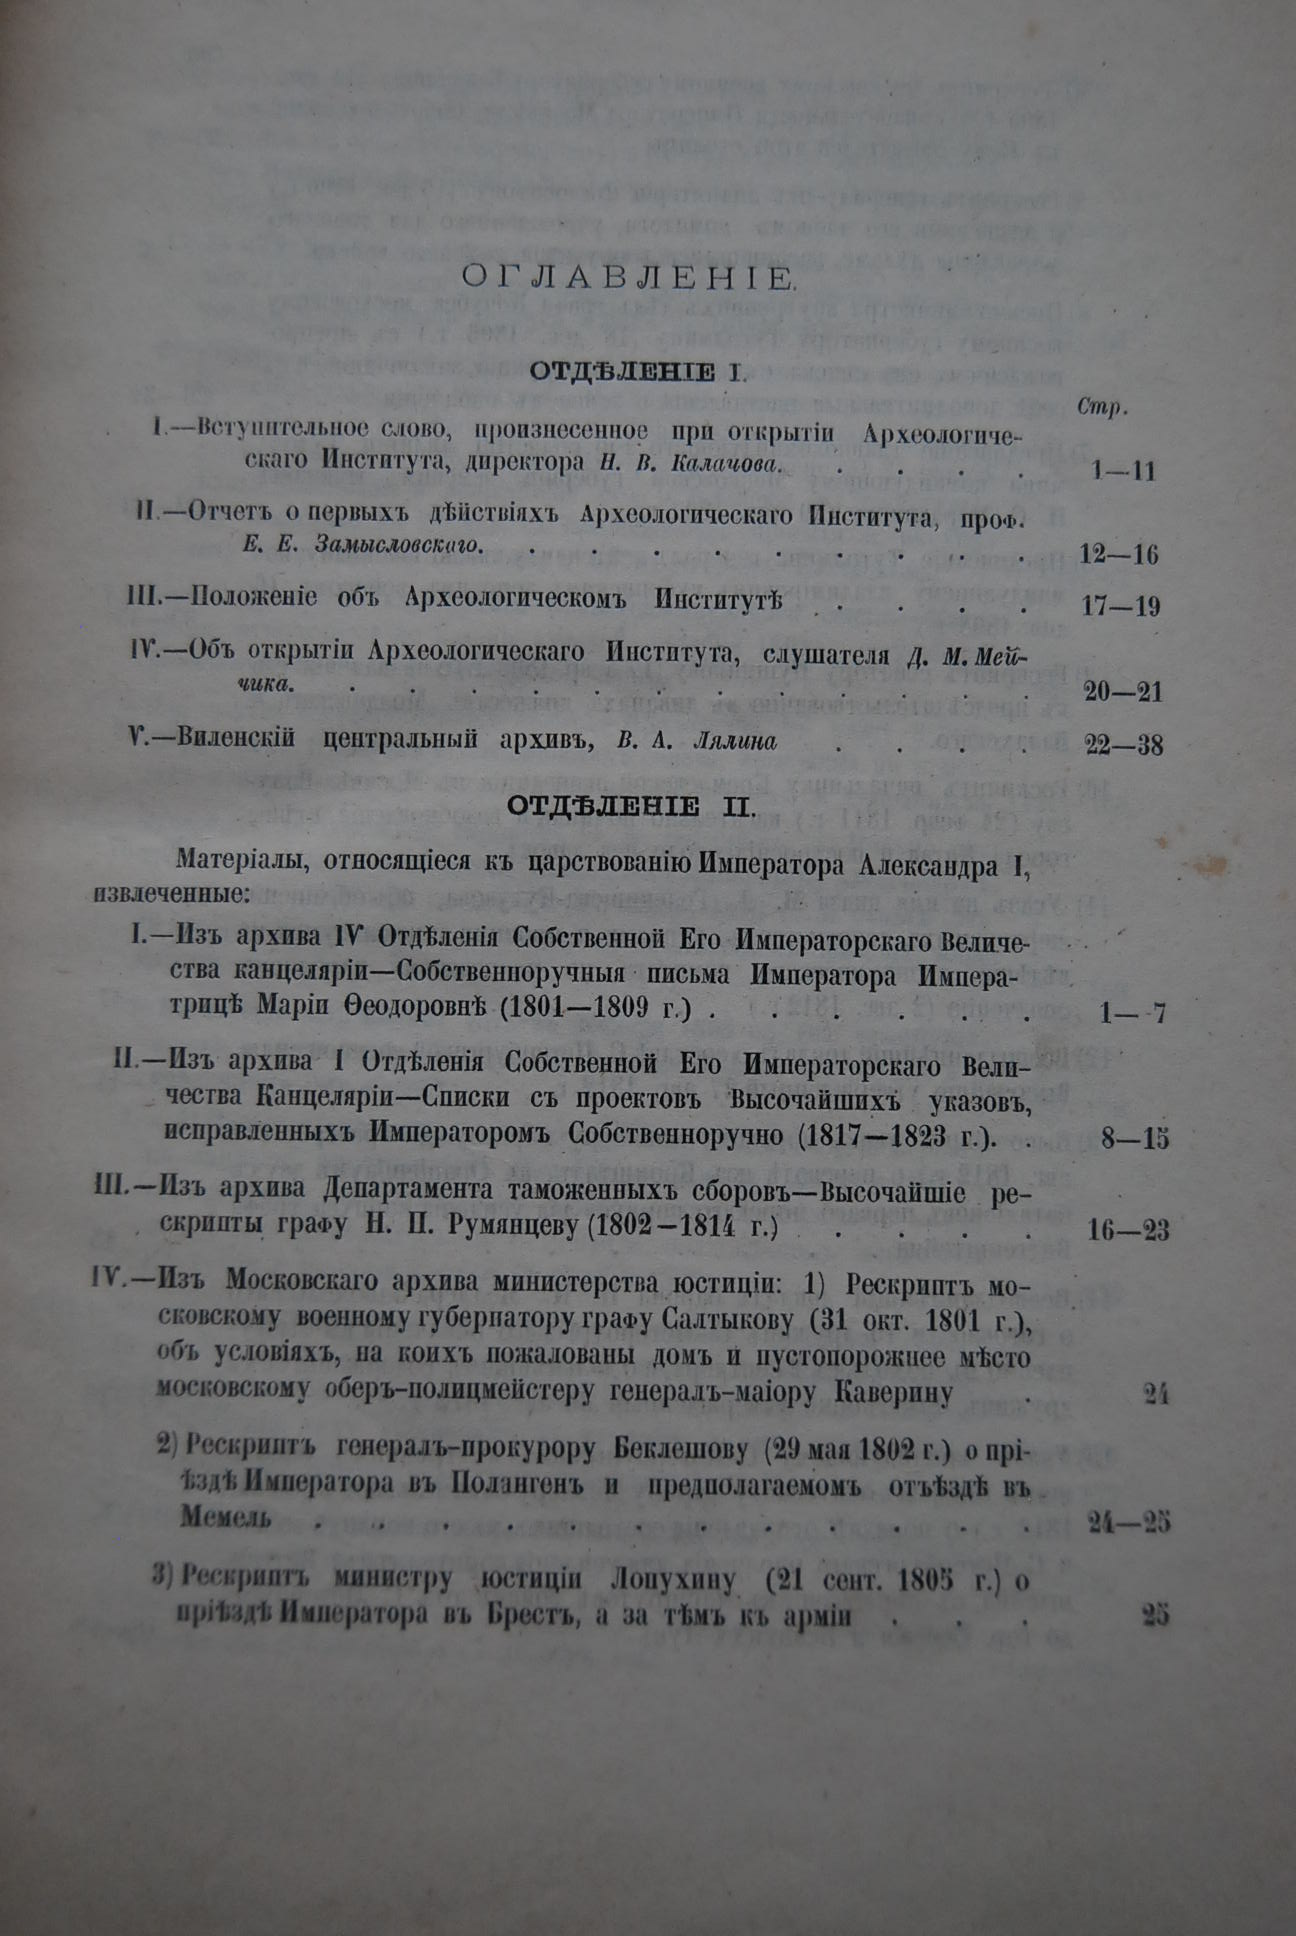 ОГЛАВЛЕНІЕ.
ОТДѢЛЕНІЕ I.
Стр.
I.—Вступительное слово, произнесенное при открытіи Археологиче-
скаго Института, директора Н. В. Калачова. . . . . 1—11
II.—Отчетъ о первыхъ дѣйствіяхъ Археологическаго Института, проф.
Е. Е. Замысловскаго. . . . . . . . . . 12—16
III.—Положеніе объ Археологическомъ Институтѣ . . . . 17—19
IV.—Объ открытіи Археологическаго Института, слушателя Д. М. Мей-
чика. . . . . . . . . . . . . 20—21
V.—Виленскій центральный архивъ, В. А. Лялина . . . . 22—38
ОТДѢЛЕНІЕ II.
Матеріалы, относящіеся къ царствованію Императора Александра I,
извлеченные:
I.—Изъ архива IV Отдѣленія Собственной Его Императорскаго Величе-
ства канцеляріи—Собственноручныя письма Императора Импера-
трицѣ Маріи Ѳеодоровнѣ (1801—1809 г.) . . . . . . 1—7
II.—Изъ архива I Отдѣленія Собственной Его Императорскаго Вели-
чества Канцеляріи—Списки съ проектовъ Высочайшихъ указовъ,
исправленныхъ Императоромъ Собственноручно (1817—1823 г.). . 8—15
III.—Изъ архива Департамента таможенныхъ сборовъ—Высочайшіе ре-
скрипты графу Н. П. Румянцеву (1802—1814 г.) . . . . 16—23
IV.—Изъ Московскаго архива министерства юстиціи: 1) Рескриптъ мо-
сковскому военному губернатору графу Салтыкову (31 окт. 1801 г.),
объ условіяхъ, на коихъ пожалованы домъ и пустопорожнее мѣсто
московскому оберъ-полицмейстеру генералъ-маіору Каверину . 24
2) Рескриптъ генералъ-прокурору Беклешову (29 мая 1802 г.) о прі-
ѣздѣ Императора въ Полангенъ и предполагаемомъ отъѣздѣ въ
Мемель . . . . . . . . . . . . 24—25
3) Рескриптъ министру юстиціи Лопухину (21 сент. 1805 г.) о
пріѣздѣ Императора въ Брестъ, а за тѣмъ къ арміи . . . 25